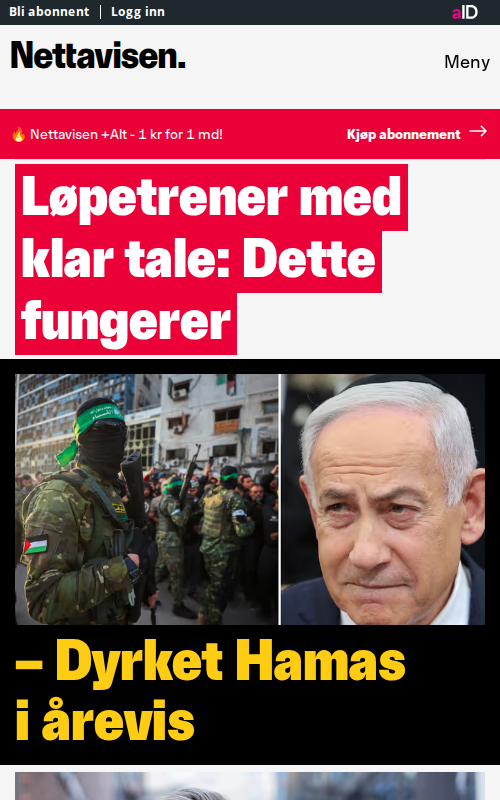 Bli abonnent
Logg inn
aID
Nettavisen.
Meny
🔥 Nettavisen +Alt - 1 kr for 1 md!
Kjøp abonnement →
Løpetrener med
klar tale: Dette
fungerer
– Dyrket Hamas
i årevis